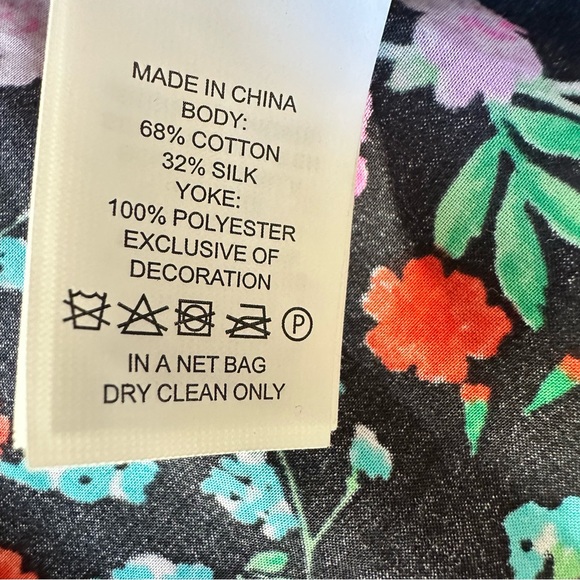 MADE IN CHINA
BODY:
68% COTTON
32% SILK
YOKE:
100% POLYESTER
EXCLUSIVE OF
DECORATION
P
IN A NET BAG
DRY CLEAN ONLY